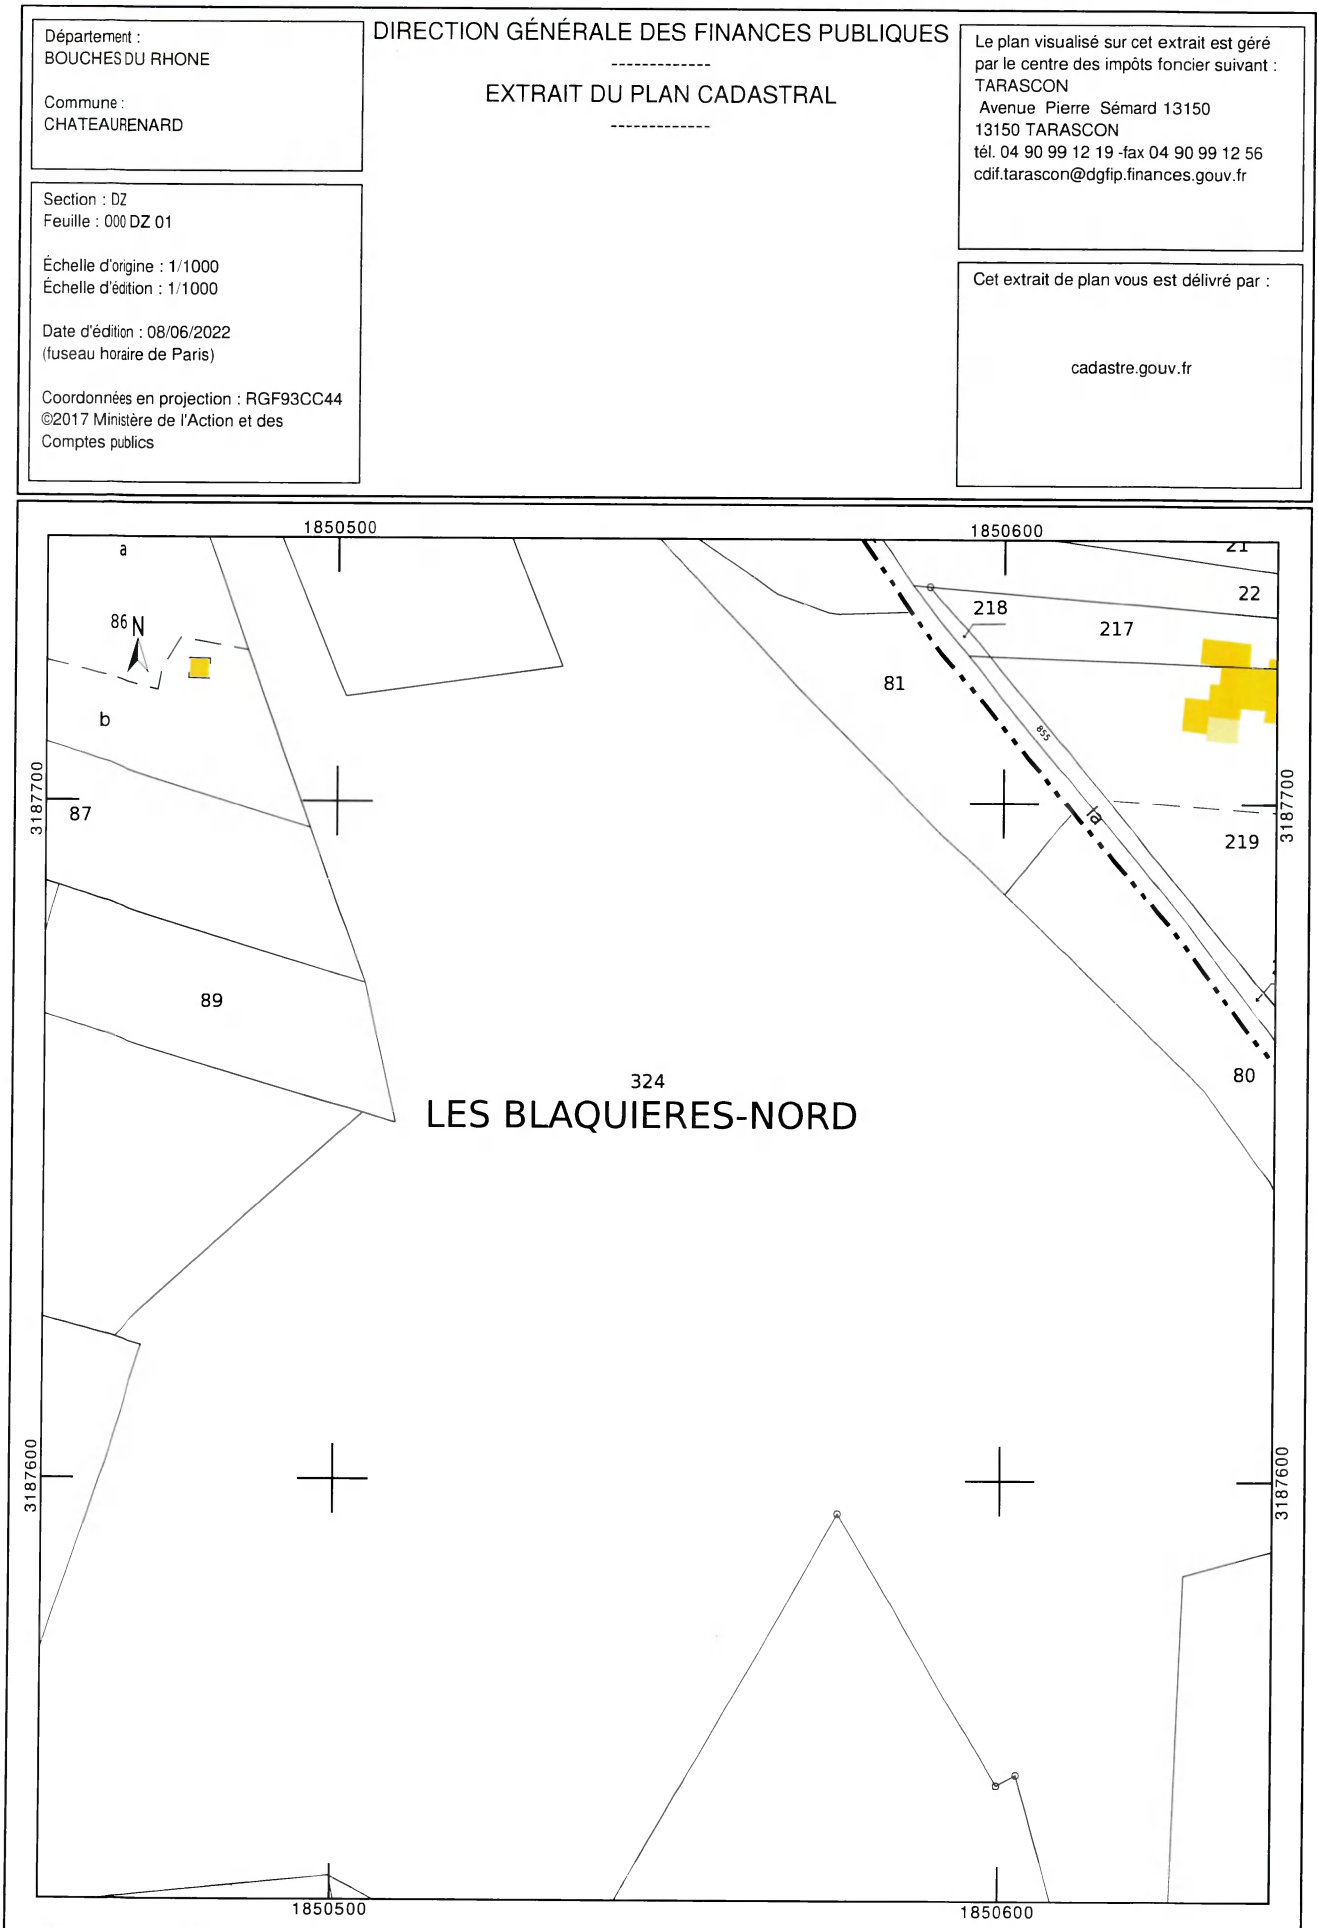 Département :
BOUCHES DU RHONE
Commune :
CHATEAURENARD
Section : DZ
Feuille : 000 DZ 01
Échelle d'origine : 1/1000
Échelle d'édition : 1/1000
Date d'édition : 08/06/2022
(fuseau horaire de Paris)
Coordonnées en projection : RGF93CC44
©2017 Ministère de l'Action et des
Comptes publics
DIRECTION GÉNÉRALE DES FINANCES PUBLIQUES
-------------
EXTRAIT DU PLAN CADASTRAL
-------------
Le plan visualisé sur cet extrait est géré
par le centre des impôts foncier suivant :
TARASCON
Avenue Pierre Sémard 13150
13150 TARASCON
tél. 04 90 99 12 19 -fax 04 90 99 12 56
cdif.tarascon@dgfip.finances.gouv.fr
Cet extrait de plan vous est délivré par :
cadastre.gouv.fr
1850500
1850600
a
21
22
218
217
86 N
81
b
855
3187700
87
la
219
3187700
89
80
324
LES BLAQUIERES-NORD
3187600
3187600
1850500
1850600